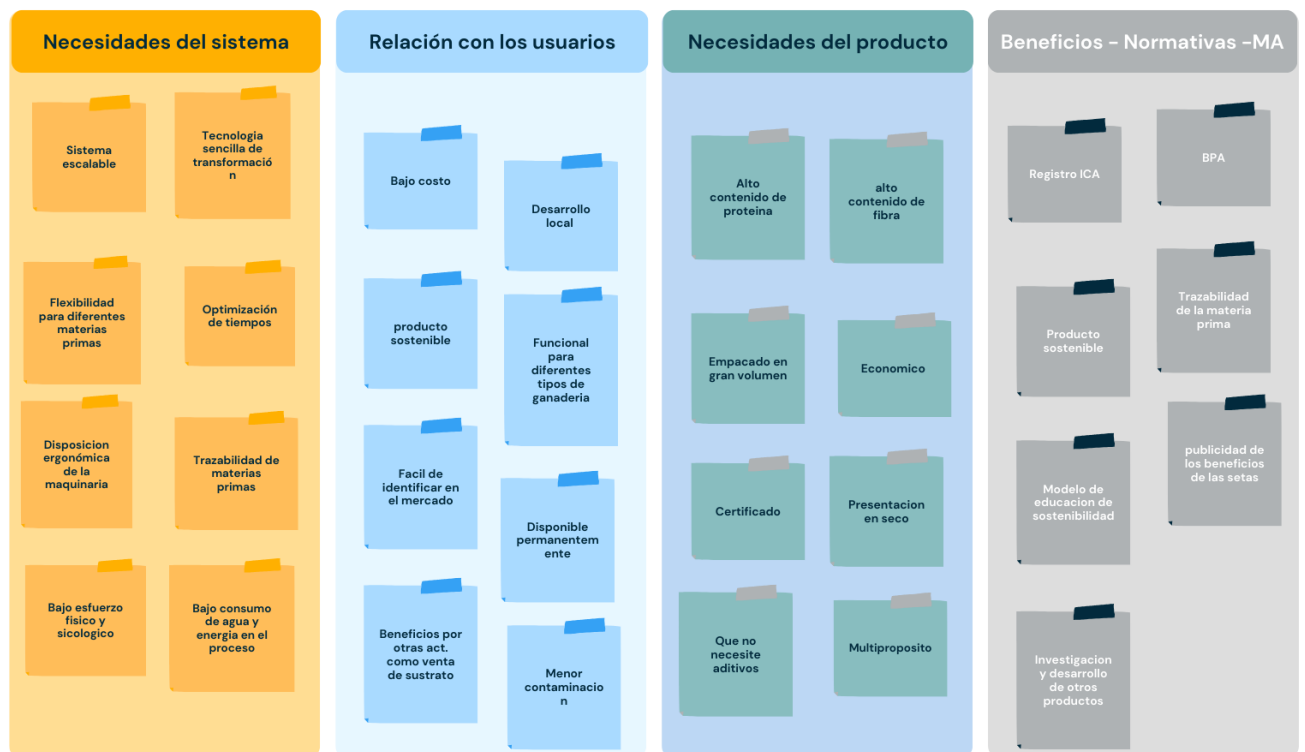 Necesidades del sistema
Sistema
escalable
Tecnologia
sencilla de
transformació
n
Flexibilidad
para diferentes
materias
primas
Optimización
de tiempos
Disposicion
ergonómica
de la
maquinaria
Trazabilidad de
materias
primas
Bajo esfuerzo
fisico y
sicologico
Bajo consumo
de agua y
energia en el
proceso
Relación con los usuarios
Bajo costo
Desarrollo
local
producto
sostenible
Funcional
para
diferentes
tipos de
ganaderia
Facil de
identificar en
el mercado
Disponible
permanentem
ente
Beneficios por
otras act.
como venta
de sustrato
Menor
contaminacio
n
Necesidades del producto
Alto
contenido de
proteina
alto
contenido de
fibra
Empacado en
gran volumen
Economico
Certificado
Presentacion
en seco
Que no
necesite
aditivos
Multiproposito
Beneficios - Normativas -MA
Registro ICA
BPA
Producto
sostenible
Trazabilidad
de la materia
prima
Modelo de
educacion de
sostenibilidad
publicidad de
los beneficios
de las setas
Investigacion
y desarrollo
de otros
productos